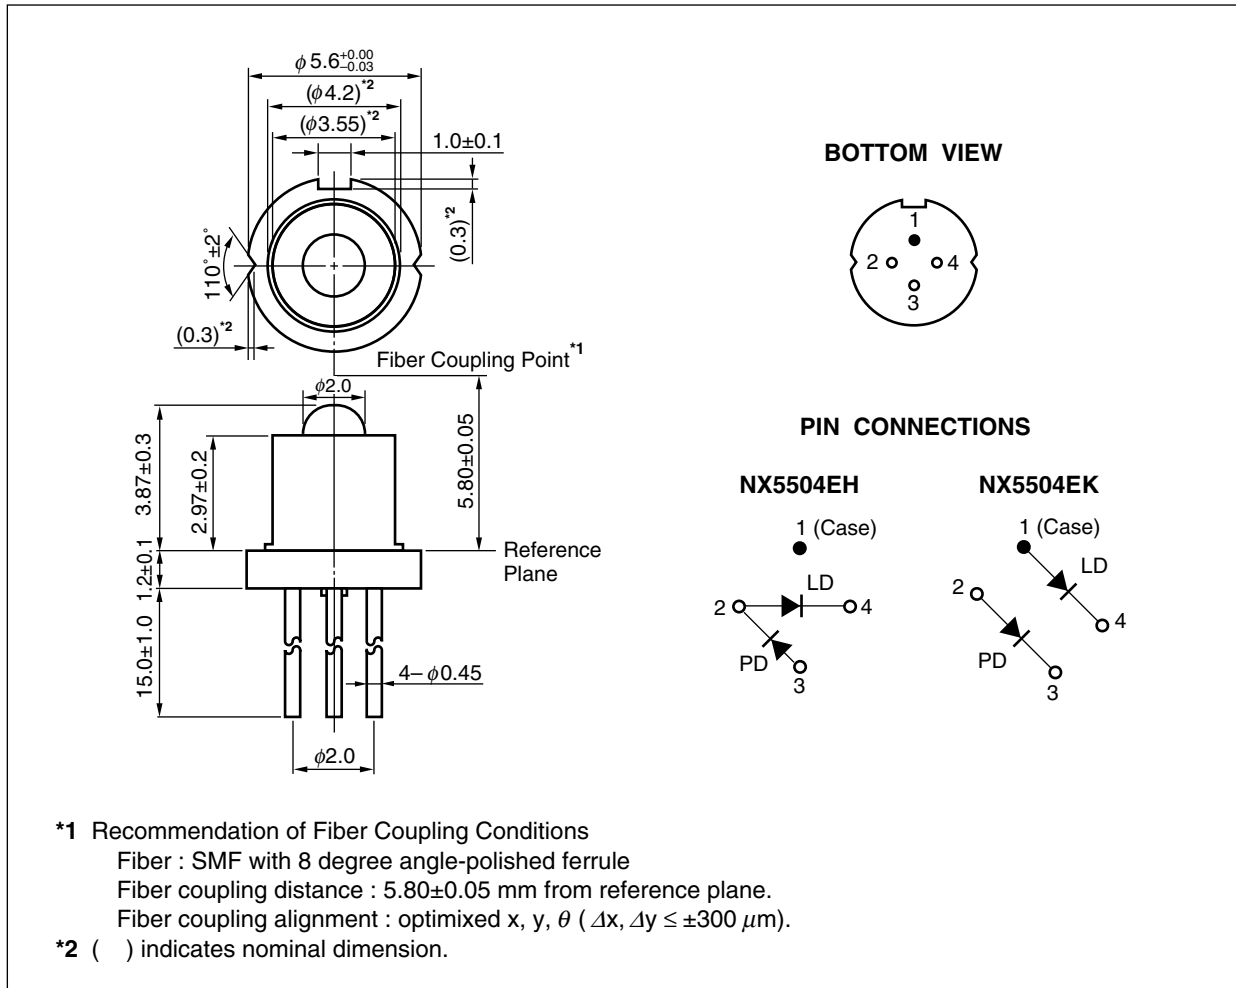 ϕ5.6+0.00 −0.03
(ϕ4.2)*2
(ϕ3.55)*2
1.0±0.1
(0.3)*2
110°±2°
(0.3)*2
Fiber Coupling Point*1
ϕ2.0
3.87±0.3
2.97±0.2
5.80±0.05
1.2±0.1
Reference
Plane
15.0±1.0
4–ϕ0.45
ϕ2.0
BOTTOM VIEW
1
2
4
3
PIN CONNECTIONS
NX5504EH
1 (Case)
LD
2
4
PD
3
NX5504EK
1 (Case)
LD
2
4
PD
3
*1 Recommendation of Fiber Coupling Conditions
Fiber : SMF with 8 degree angle-polished ferrule
Fiber coupling distance : 5.80±0.05 mm from reference plane.
Fiber coupling alignment : optimixed x, y, θ ( Δx, Δy ≤ ±300 μm).
*2 ( ) indicates nominal dimension.